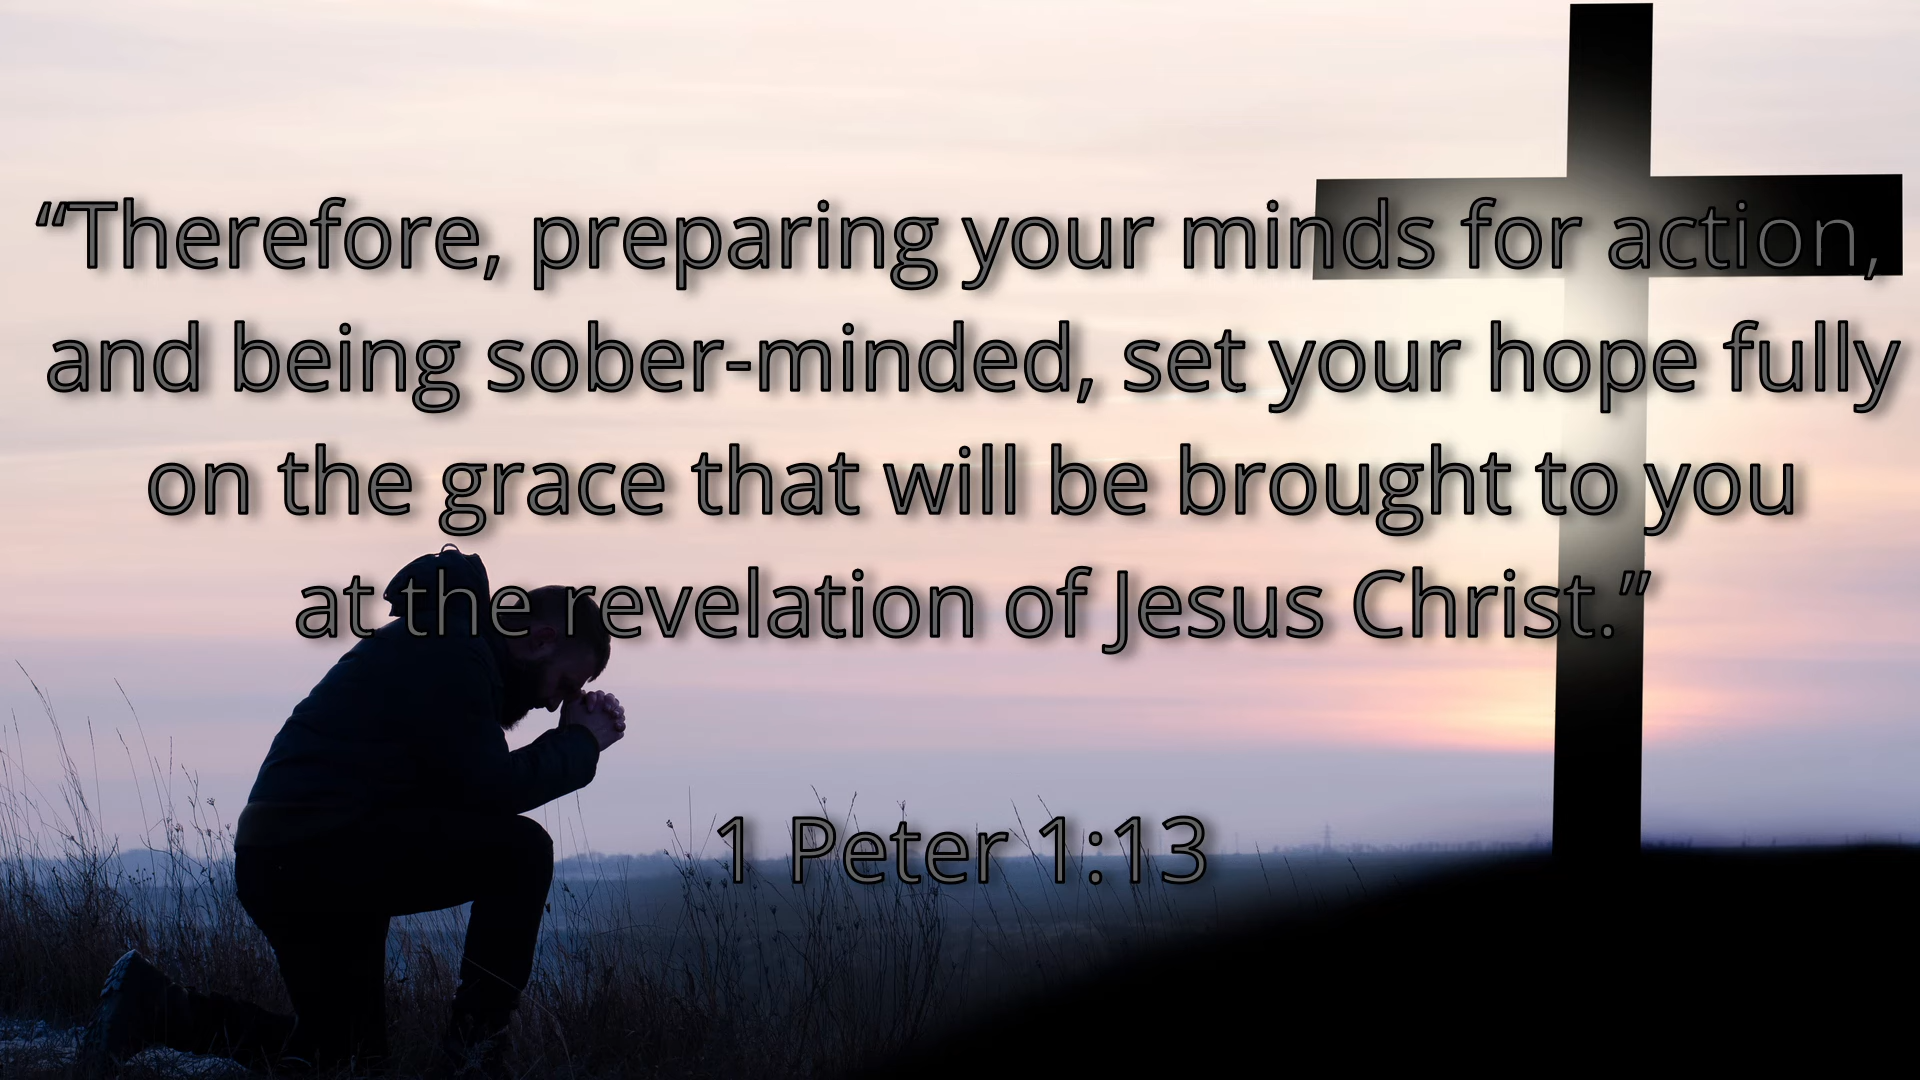 “Therefore, preparing your minds for action,
and being sober-minded, set your hope fully
on the grace that will be brought to you
at the revelation of Jesus Christ.”
1 Peter 1:13